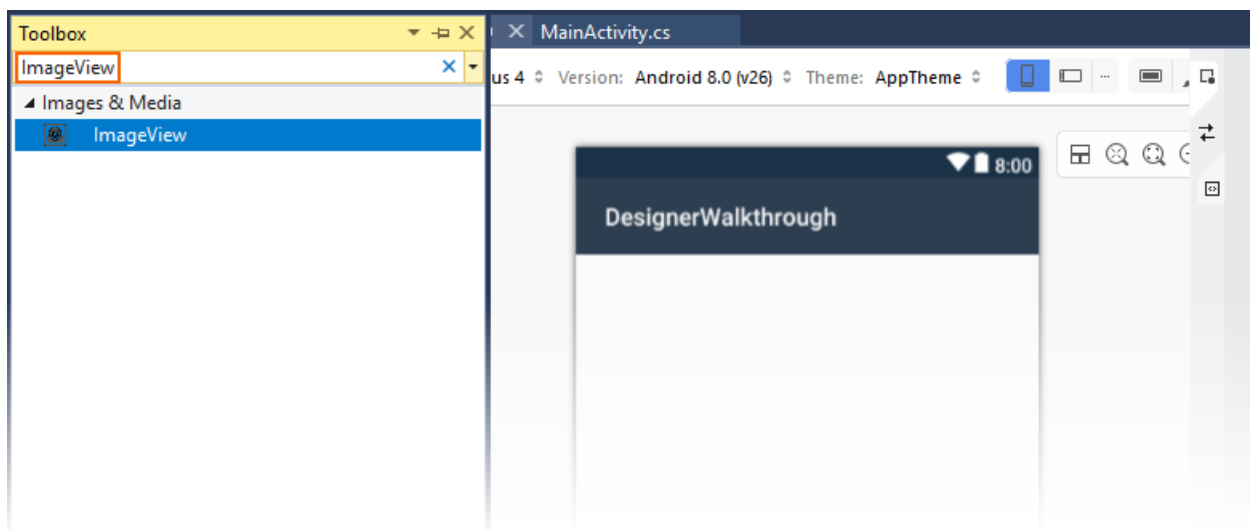 Toolbox
ImageView
Images & Media
ImageView
MainActivity.cs
us 4 Version: Android 8.0 (v26) Theme: AppTheme
8:00
DesignerWalkthrough